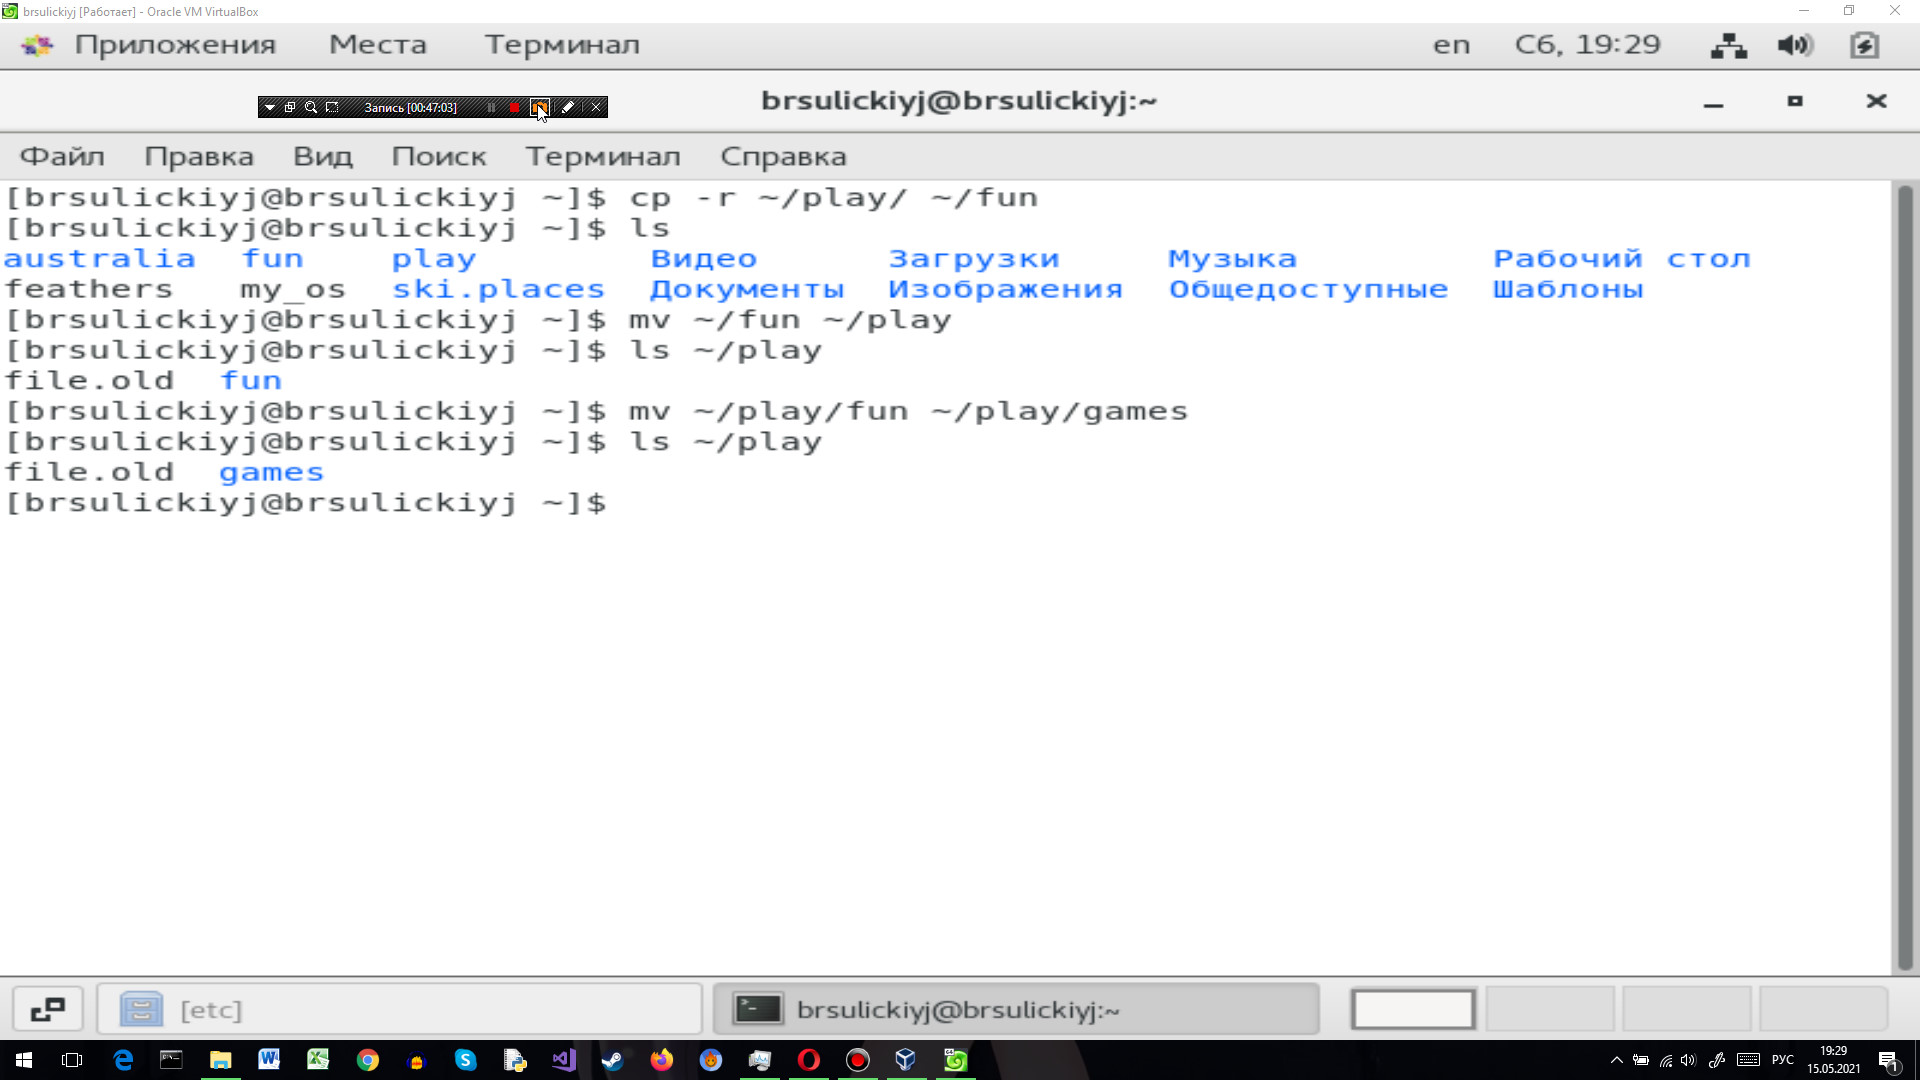 brsulickiyj [Работает] - Oracle VM VirtualBox
Приложения Места Терминал en Сб, 19:29
Запись [00:47:03] brsulickiyj@brsulickiyj:~
Файл Правка Вид Поиск Терминал Справка
[brsulickiyj@brsulickiyj ~]$ cp -r ~/play/ ~/fun
[brsulickiyj@brsulickiyj ~]$ ls
australia fun play Видео Загрузки Музыка Рабочий стол
feathers my_os ski.places Документы Изображения Общедоступные Шаблоны
[brsulickiyj@brsulickiyj ~]$ mv ~/fun ~/play
[brsulickiyj@brsulickiyj ~]$ ls ~/play
file.old fun
[brsulickiyj@brsulickiyj ~]$ mv ~/play/fun ~/play/games
[brsulickiyj@brsulickiyj ~]$ ls ~/play
file.old games
[brsulickiyj@brsulickiyj ~]$
[etc] brsulickiyj@brsulickiyj:~
РУС 19:29
15.05.2021 1